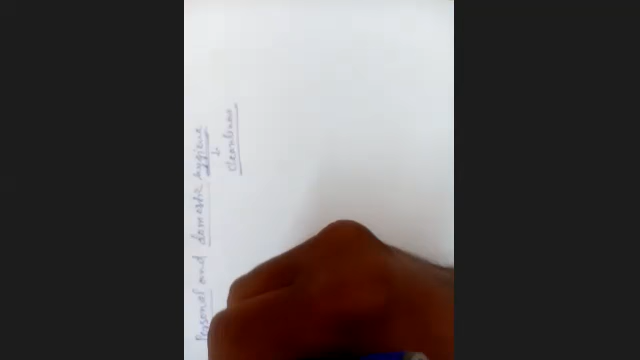 Personal and domestic hygiene
↓
cleanliness